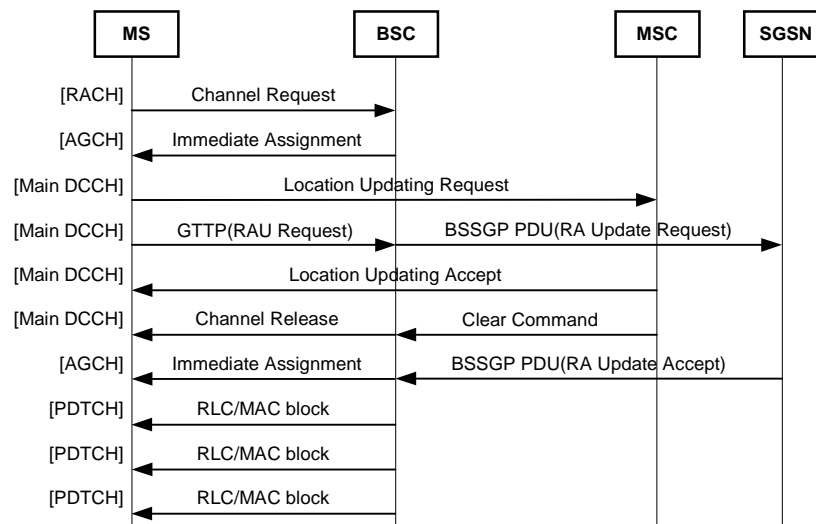 MS BSC MSC SGSN
[RACH] Channel Request
[AGCH] Immediate Assignment
[Main DCCH] Location Updating Request
[Main DCCH] GTTP(RAU Request) BSSGP PDU(RA Update Request)
[Main DCCH] Location Updating Accept
[Main DCCH] Channel Release Clear Command
[AGCH] Immediate Assignment BSSGP PDU(RA Update Accept)
[PDTCH] RLC/MAC block
[PDTCH] RLC/MAC block
[PDTCH] RLC/MAC block